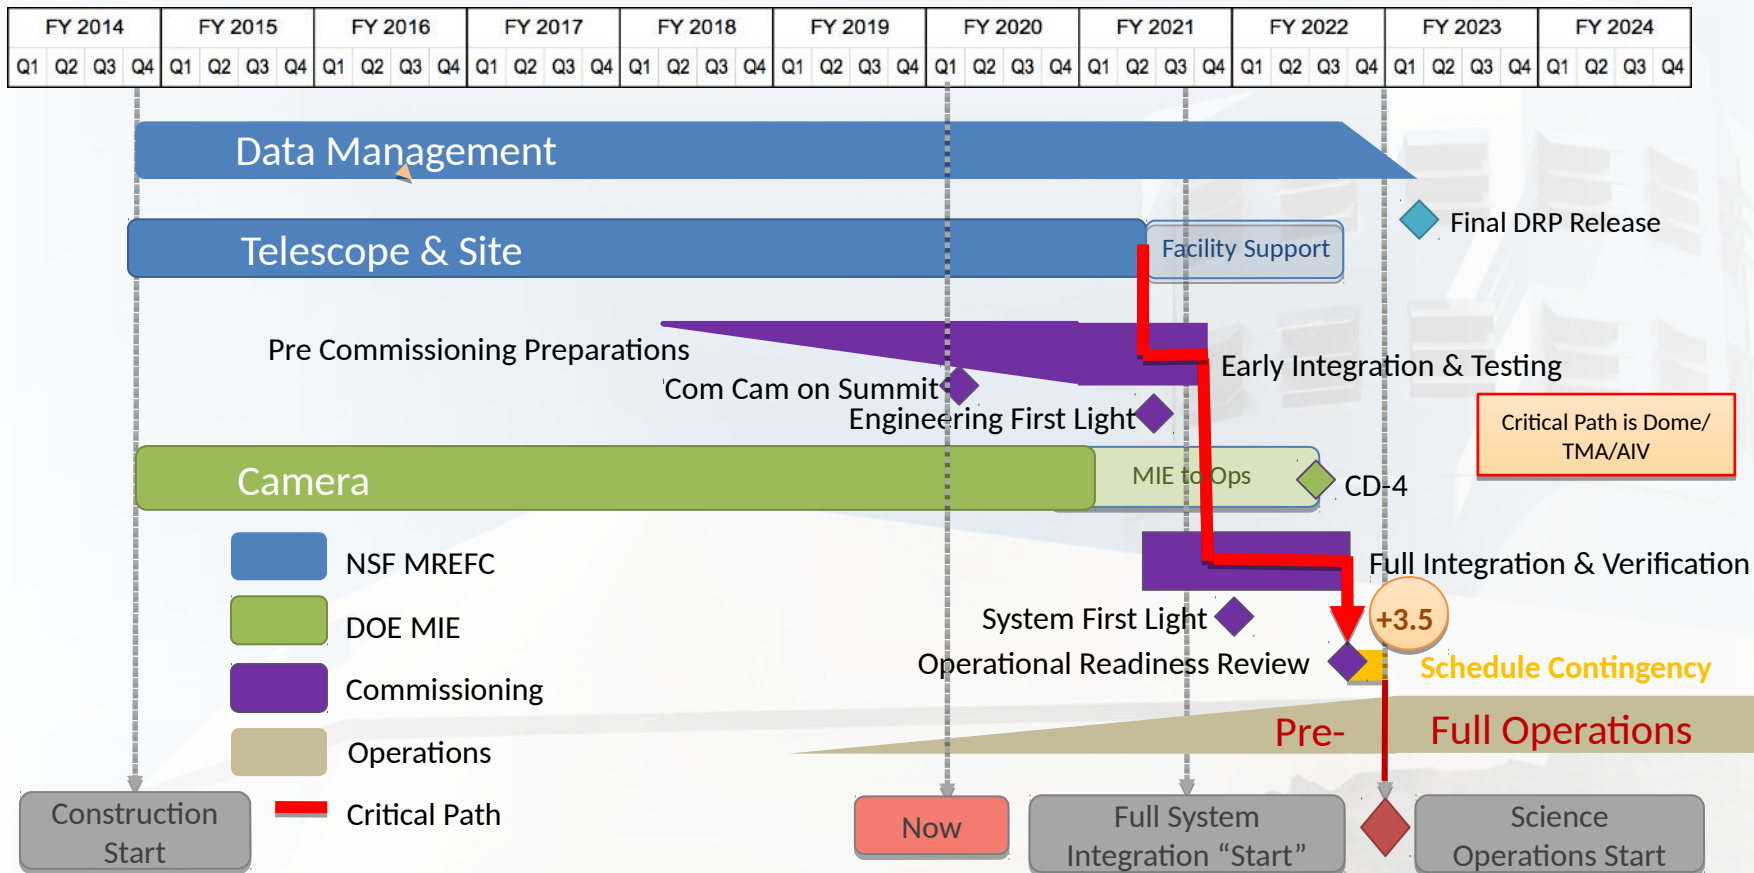 FY 2014 FY 2015 FY 2016 FY 2017 FY 2018 FY 2019 FY 2020 FY 2021 FY 2022 FY 2023 FY 2024
Q1 Q2 Q3 Q4 Q1 Q2 Q3 Q4 Q1 Q2 Q3 Q4 Q1 Q2 Q3 Q4 Q1 Q2 Q3 Q4 Q1 Q2 Q3 Q4 Q1 Q2 Q3 Q4 Q1 Q2 Q3 Q4 Q1 Q2 Q3 Q4 Q1 Q2 Q3 Q4 Q1 Q2 Q3 Q4
Data Management
Final DRP Release
Telescope & Site
Facility Support
Pre Commissioning Preparations
Early Integration & Testing
Com Cam on Summit
Engineering First Light
Critical Path is Dome/
TMA/AIV
Camera
MIE to Ops
CD-4
NSF MREFC
Full Integration & Verification
DOE MIE
System First Light
+3.5
Operational Readiness Review
Schedule Contingency
Commissioning
Pre-
Full Operations
Operations
Critical Path
Construction
Start
Now
Full System
Integration “Start”
Science
Operations Start